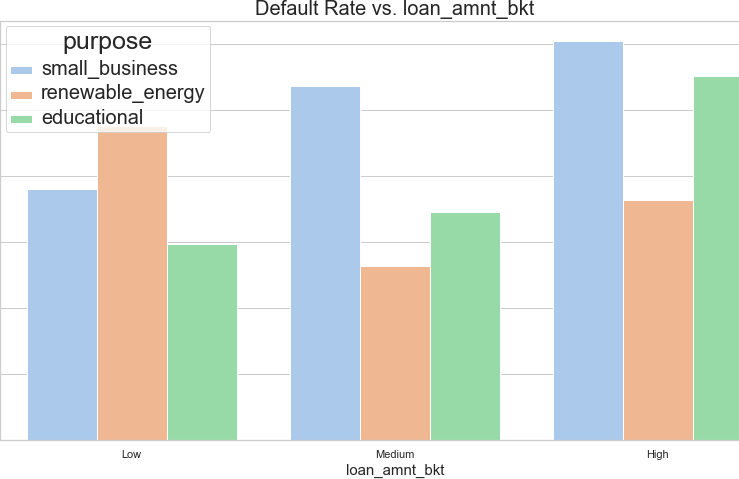 Default Rate vs. loan_amnt_bkt
purpose
small_business
renewable_energy
educational
Low
Medium
High
loan_amnt_bkt